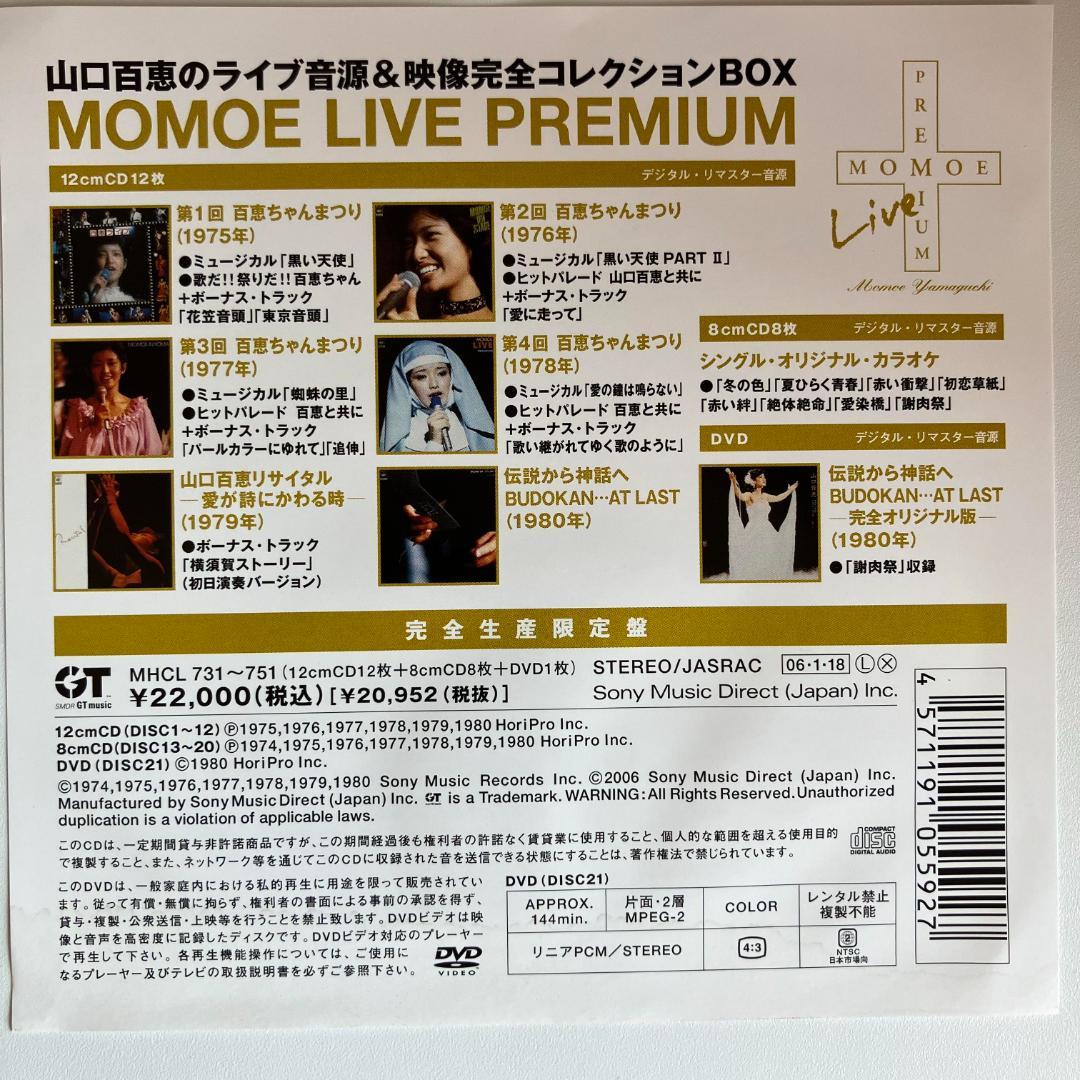 山口百恵のライブ音源&映像完全コレクションBOX
MOMOE LIVE PREMIUM
PREMIUM
MOMOE
Live
Momoe Yamaguchi
12cmCD12枚
デジタル・リマスター音源
第1回 百恵ちゃんまつり
(1975年)
●ミュージカル「黒い天使」
●歌だ!!祭りだ!!百恵ちゃん
+ボーナス・トラック
「花笠音頭」「東京音頭」
第2回 百恵ちゃんまつり
(1976年)
●ミュージカル「黒い天使 PART II」
●ヒットパレード 山口百恵と共に
+ボーナス・トラック
「愛に走って」
第3回 百恵ちゃんまつり
(1977年)
●ミュージカル「蜘蛛の里」
●ヒットパレード 百恵と共に
+ボーナス・トラック
「パールカラーにゆれて」「追伸」
第4回 百恵ちゃんまつり
(1978年)
●ミュージカル「愛の鐘は鳴らない」
●ヒットパレード 百恵と共に
+ボーナス・トラック
「歌い継がれてゆく歌のように」
山口百恵リサイタル
―愛が詩にかわる時―
(1979年)
●ボーナス・トラック
「横須賀ストーリー」
(初日演奏バージョン)
伝説から神話へ
BUDOKAN…AT LAST
(1980年)
8cmCD8枚
デジタル・リマスター音源
シングル・オリジナル・カラオケ
●「冬の色」「夏ひらく青春」「赤い衝撃」「初恋草紙」
「赤い絆」「絶体絶命」「愛染橋」「謝肉祭」
DVD
デジタル・リマスター音源
伝説から神話へ
BUDOKAN…AT LAST
―完全オリジナル版―
(1980年)
●「謝肉祭」収録
完全生産限定盤
GT
SMDR GT music
MHCL 731~751(12cmCD12枚+8cmCD8枚+DVD1枚)
STEREO/JASRAC
06・1・18 Ⓛ Ⓧ
¥22,000(税込)[¥20,952(税抜)]
Sony Music Direct (Japan) Inc.
12cmCD(DISC1~12)Ⓟ1975,1976,1977,1978,1979,1980 HoriPro Inc.
8cmCD(DISC13~20)Ⓟ1974,1975,1976,1977,1978,1979,1980 HoriPro Inc.
DVD(DISC21)©1980 HoriPro Inc.
©1974,1975,1976,1977,1978,1979,1980 Sony Music Records Inc. ©2006 Sony Music Direct (Japan) Inc.
Manufactured by Sony Music Direct (Japan) Inc. GT is a Trademark. WARNING: All Rights Reserved. Unauthorized
duplication is a violation of applicable laws.
このCDは、一定期間貸与非許諾商品ですが、この期間経過後も権利者の許諾なく賃貸業に使用すること、個人的な範囲を超える使用目的
で複製すること、また、ネットワーク等を通じてこのCDに収録された音を送信できる状態にすることは、著作権法で禁じられています。
COMPACT
disc
DIGITAL AUDIO
このDVDは、一般家庭内における私的再生に用途を限って販売されてい
ます。従って有償・無償に拘らず、権利者の書面による事前の承認を得ず、
貸与・複製・公衆送信・上映等を行うことを禁止致します。DVDビデオは映
像と音声を高密度に記録したディスクです。DVDビデオ対応のプレーヤー
で再生して下さい。各再生機能操作については、ご使用に
なるプレーヤー及びテレビの取扱説明書を必ずご参照下さい。
DVD
VIDEO
DVD(DISC21)
APPROX.
144min.
片面・2層
MPEG-2
COLOR
レンタル禁止
複製不能
リニアPCM/STEREO
4:3
2
NTSC
日本市場向
4 571191 055927